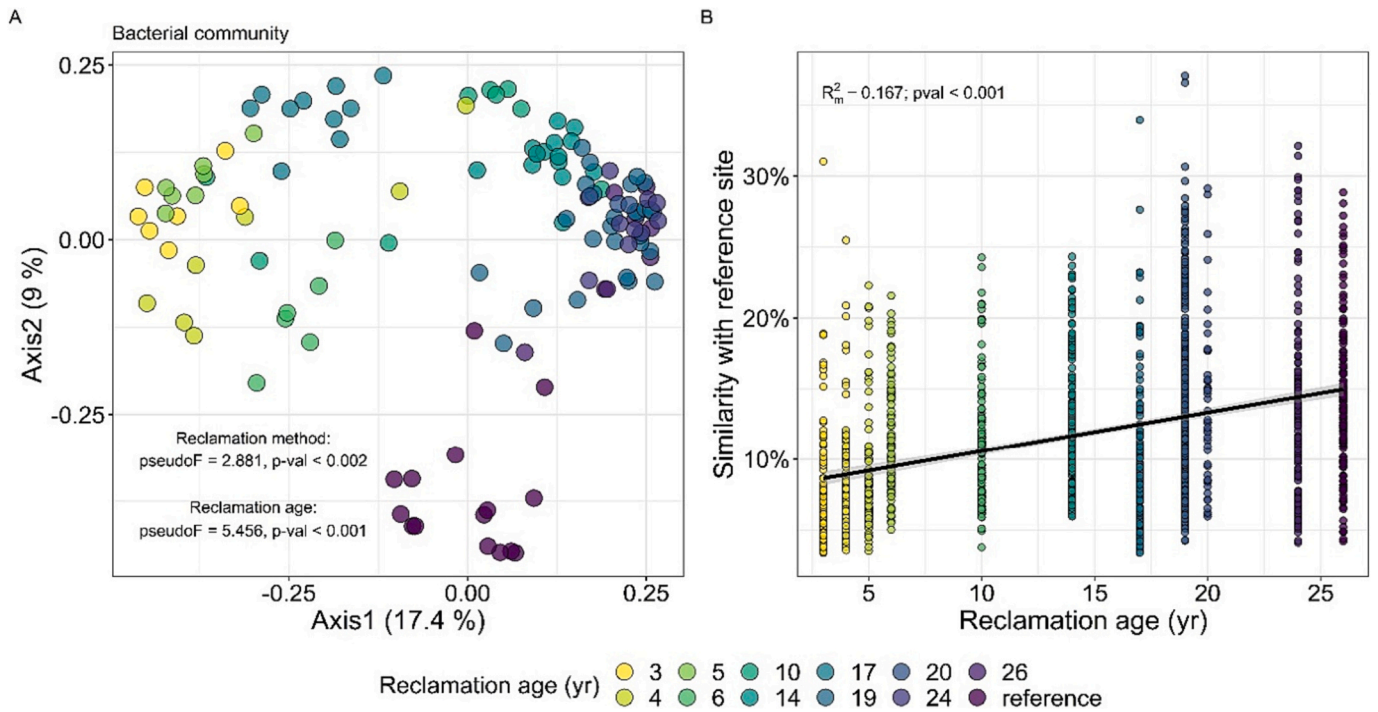 A
Bacterial community
0.25
0.00
-0.25
Axis2 (9 %)
Reclamation method:
pseudoF = 2.881, p-val < 0.002
Reclamation age:
pseudoF = 5.456, p-val < 0.001
-0.25 0.00 0.25
Axis1 (17.4 %)
B
R²m − 0.167; pval < 0.001
30%
20%
10%
Similarity with reference site
5 10 15 20 25
Reclamation age (yr)
Reclamation age (yr) 3 5 10 17 20 26
4 6 14 19 24 reference